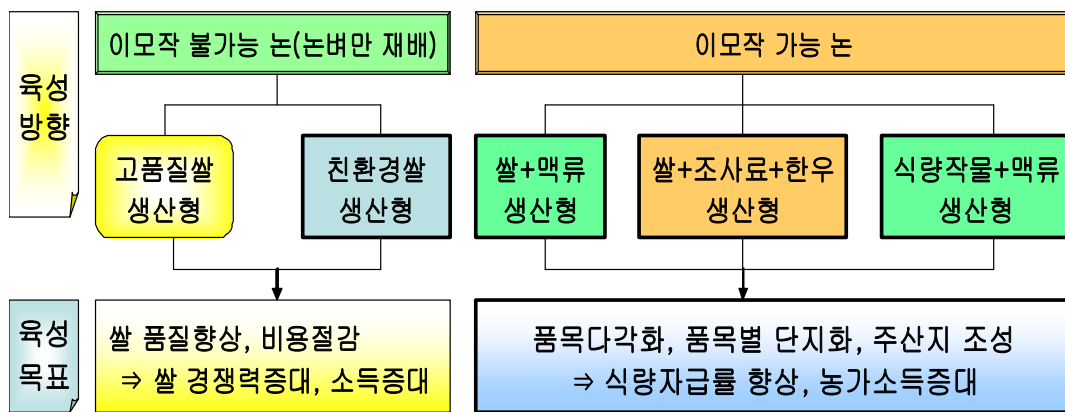 육성
방향
이모작 불가능 논(논벼만 재배)
이모작 가능 논
고품질쌀
생산형
친환경쌀
생산형
쌀+맥류
생산형
쌀+조사료+한우
생산형
식량작물+맥류
생산형
육성
목표
쌀 품질향상, 비용절감
⇒ 쌀 경쟁력증대, 소득증대
품목다각화, 품목별 단지화, 주산지 조성
⇒ 식량자급률 향상, 농가소득증대